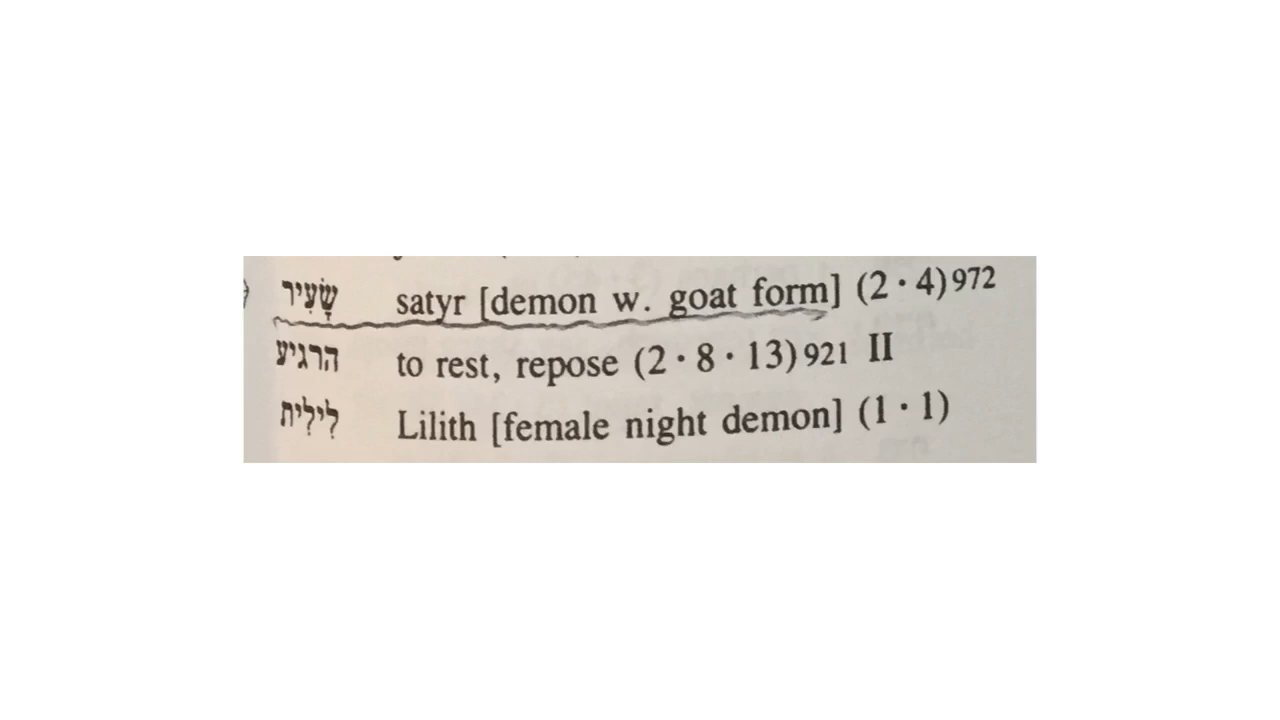 שָׂעִיר satyr [demon w. goat form] (2 · 4) 972
הרגיע to rest, repose (2 · 8 · 13) 921 II
לִילִית Lilith [female night demon] (1 · 1)